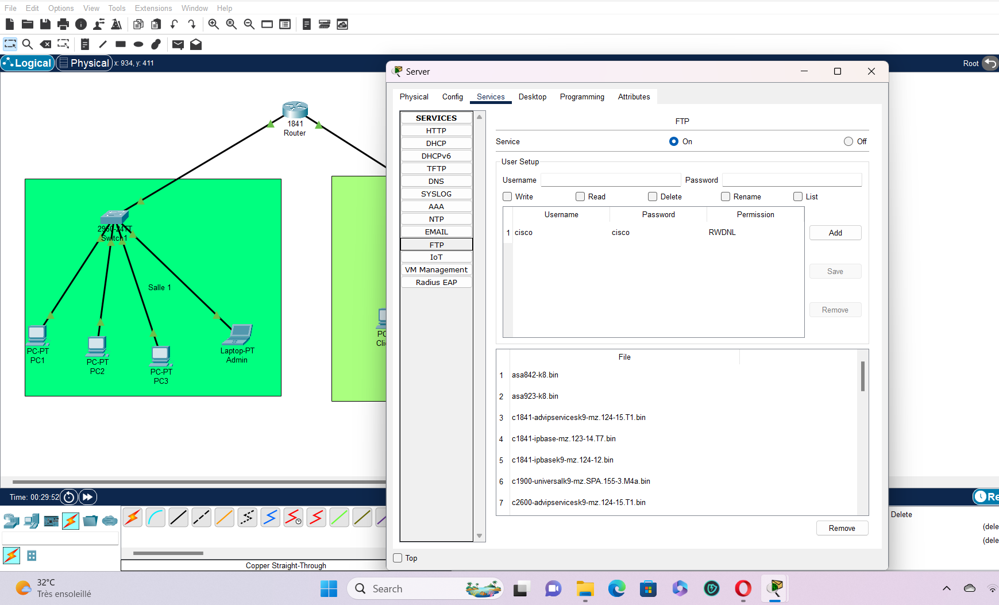 File Edit Options View Tools Extensions Window Help
Logical Physical x: 934, y: 411 Root
Server
Physical Config Services Desktop Programming Attributes
SERVICES
HTTP
DHCP
DHCPv6
TFTP
DNS
SYSLOG
AAA
NTP
EMAIL
FTP
IoT
VM Management
Radius EAP
FTP
Service On Off
User Setup
Username Password
Write Read Delete Rename List
Username Password Permission
1 cisco cisco RWDNL
Add
Save
Remove
File
1 asa842-k8.bin
2 asa923-k8.bin
3 c1841-advipservicesk9-mz.124-15.T1.bin
4 c1841-ipbase-mz.123-14.T7.bin
5 c1841-ipbasek9-mz.124-12.bin
6 c1900-universalk9-mz.SPA.155-3.M4a.bin
7 c2600-advipservicesk9-mz.124-15.T1.bin
Remove
Top
1841
Router
2960-24TT
Switch1
Salle 1
PC-PT
PC1
PC-PT
PC2
PC-PT
PC3
Laptop-PT
Admin
PC
Clie
Time: 00:29:52
Re
Delete
(dele
(dele
Copper Straight-Through
32°C
Très ensoleillé
Search